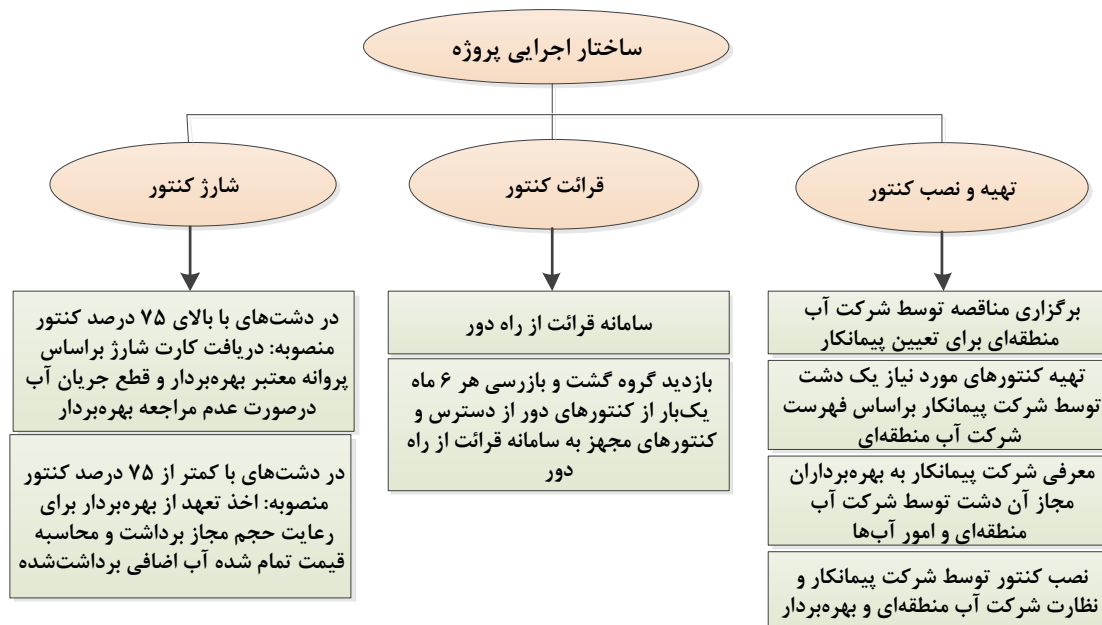 ساختار اجرایی پروژه
تهیه و نصب کنتور
قرائت کنتور
شارژ کنتور
برگزاری مناقصه توسط شرکت آب
منطقه‌ای برای تعیین پیمانکار
تهیه کنتورهای مورد نیاز یک دشت
توسط شرکت پیمانکار براساس فهرست
شرکت آب منطقه‌ای
معرفی شرکت پیمانکار به بهره‌برداران
مجاز آن دشت توسط شرکت آب
منطقه‌ای و امور آب‌ها
نصب کنتور توسط شرکت پیمانکار و
نظارت شرکت آب منطقه‌ای و بهره‌بردار
سامانه قرائت از راه دور
بازدید گروه گشت و بازرسی هر ۶ ماه
یک‌بار از کنتورهای دور از دسترس و
کنتورهای مجهز به سامانه قرائت از راه
دور
در دشت‌های با بالای ۷۵ درصد کنتور
منصوبه: دریافت کارت شارژ براساس
پروانه معتبر بهره‌بردار و قطع جریان آب
درصورت عدم مراجعه بهره‌بردار
در دشت‌های با کمتر از ۷۵ درصد کنتور
منصوبه: اخذ تعهد از بهره‌بردار برای
رعایت حجم مجاز برداشت و محاسبه
قیمت تمام شده آب اضافی برداشت‌شده